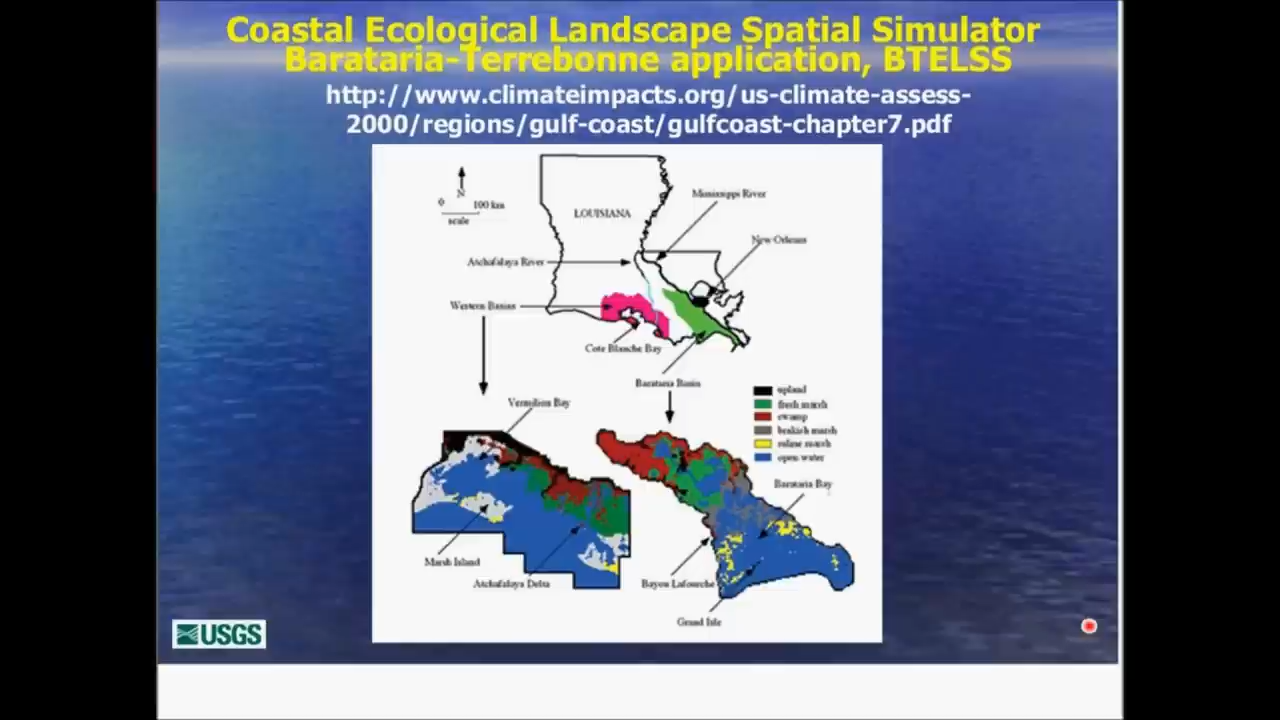 Coastal Ecological Landscape Spatial Simulator
Barataria-Terrebonne application, BTELSS
http://www.climateimpacts.org/us-climate-assess-
2000/regions/gulf-coast/gulfcoast-chapter7.pdf
N
0 100 km
scale
LOUISIANA
Mississippi River
New Orleans
Atchafalaya River
Western Basins
Cote Blanche Bay
Barataria Basin
upland
fresh marsh
swamp
brakish marsh
saline marsh
open water
Vermilion Bay
Barataria Bay
Marsh Island
Atchafalaya Delta
Bayou Lafourche
Grand Isle
USGS